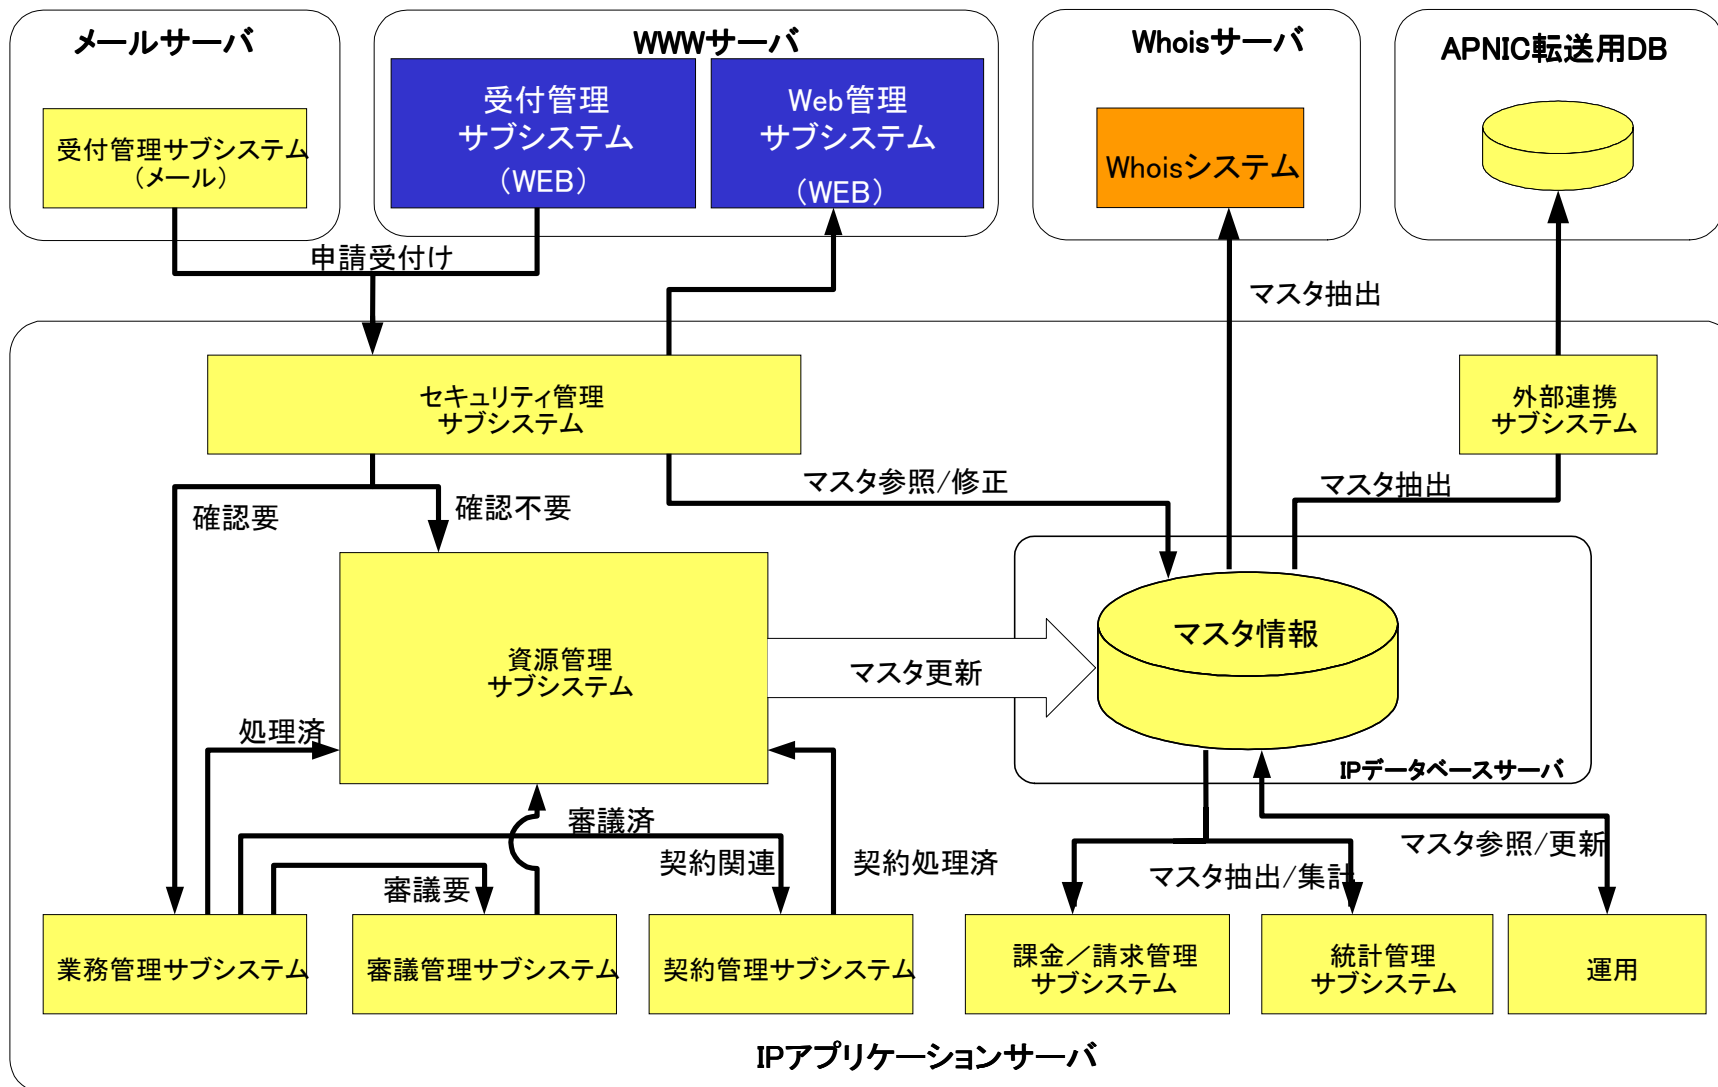 メールサーバ
WWWサーバ
Whoisサーバ
APNIC転送用DB
受付管理サブシステム
（メール）
受付管理
サブシステム
（WEB）
Web管理
サブシステム
（WEB）
Whoisシステム
申請受付け
マスタ抽出
セキュリティ管理
サブシステム
外部連携
サブシステム
マスタ参照/修正
マスタ抽出
確認要
確認不要
資源管理
サブシステム
マスタ更新
マスタ情報
IPデータベースサーバ
処理済
審議済
契約関連
契約処理済
審議要
マスタ抽出/集計
マスタ参照/更新
業務管理サブシステム
審議管理サブシステム
契約管理サブシステム
課金／請求管理
サブシステム
統計管理
サブシステム
運用
IPアプリケーションサーバ